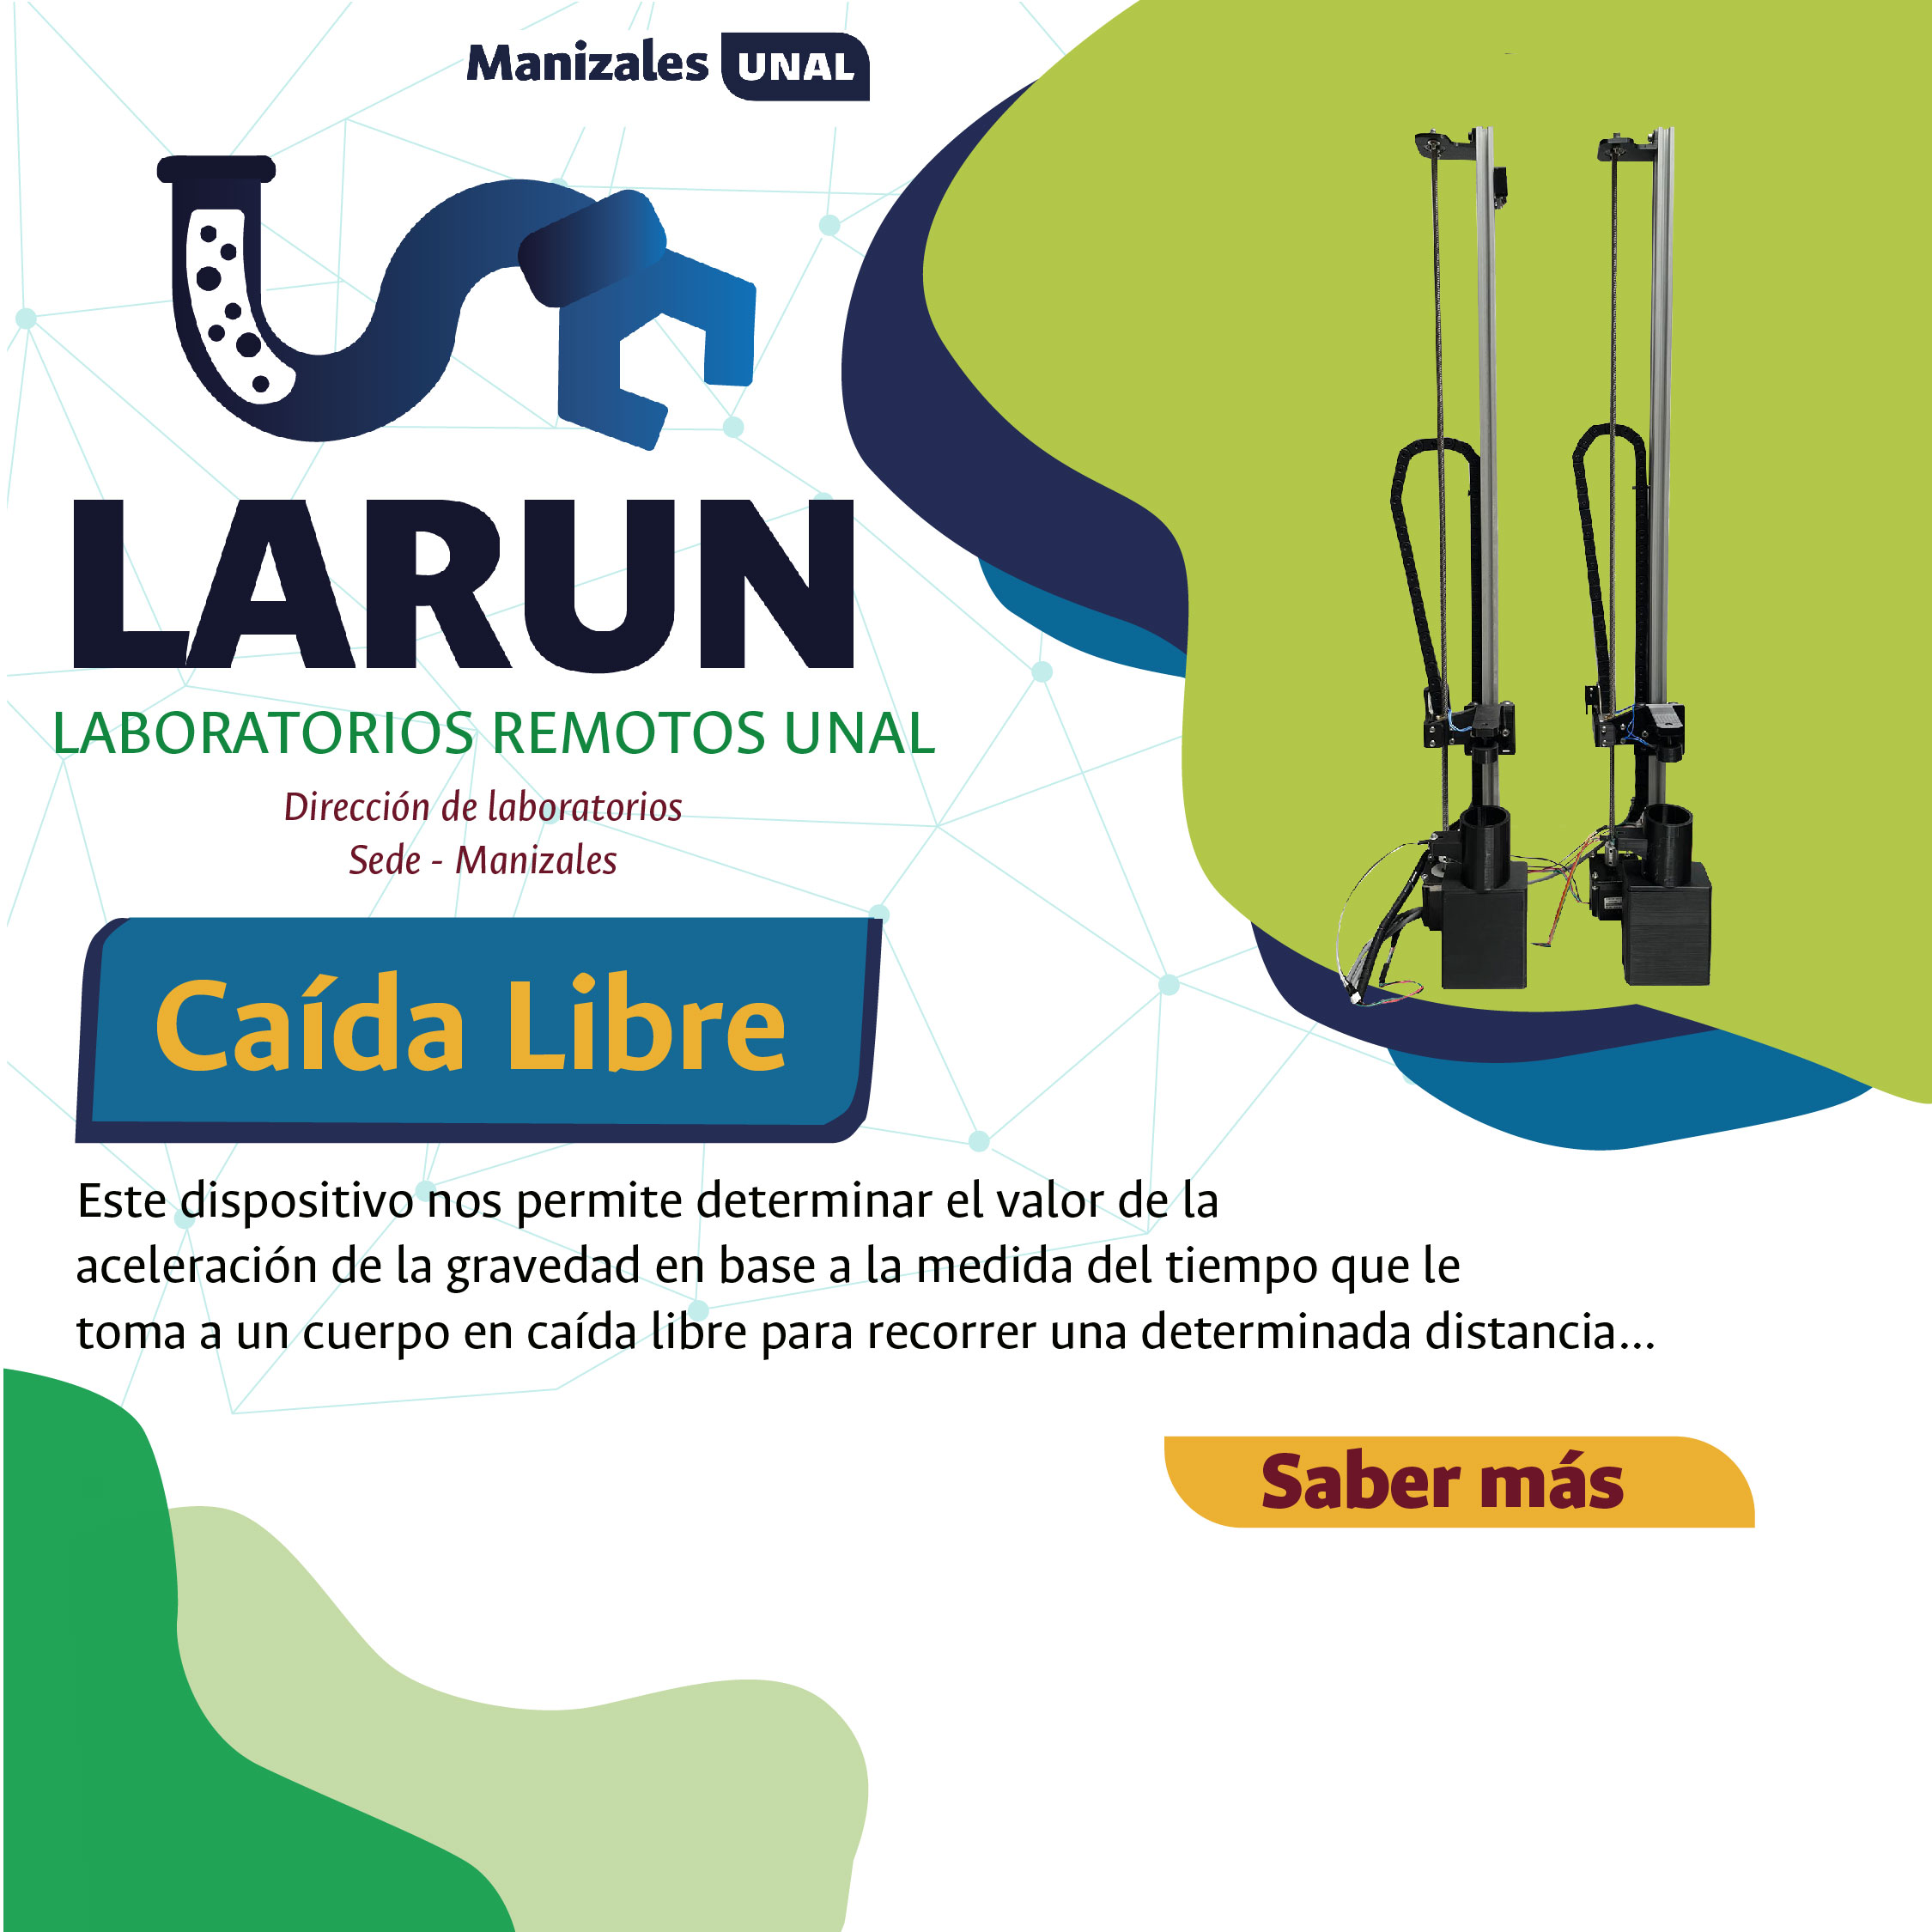 Manizales UNAL
LARUN
LABORATORIOS REMOTOS UNAL
Dirección de laboratorios
Sede - Manizales
Caída Libre
Este dispositivo nos permite determinar el valor de la
aceleración de la gravedad en base a la medida del tiempo que le
toma a un cuerpo en caída libre para recorrer una determinada distancia...
Saber más